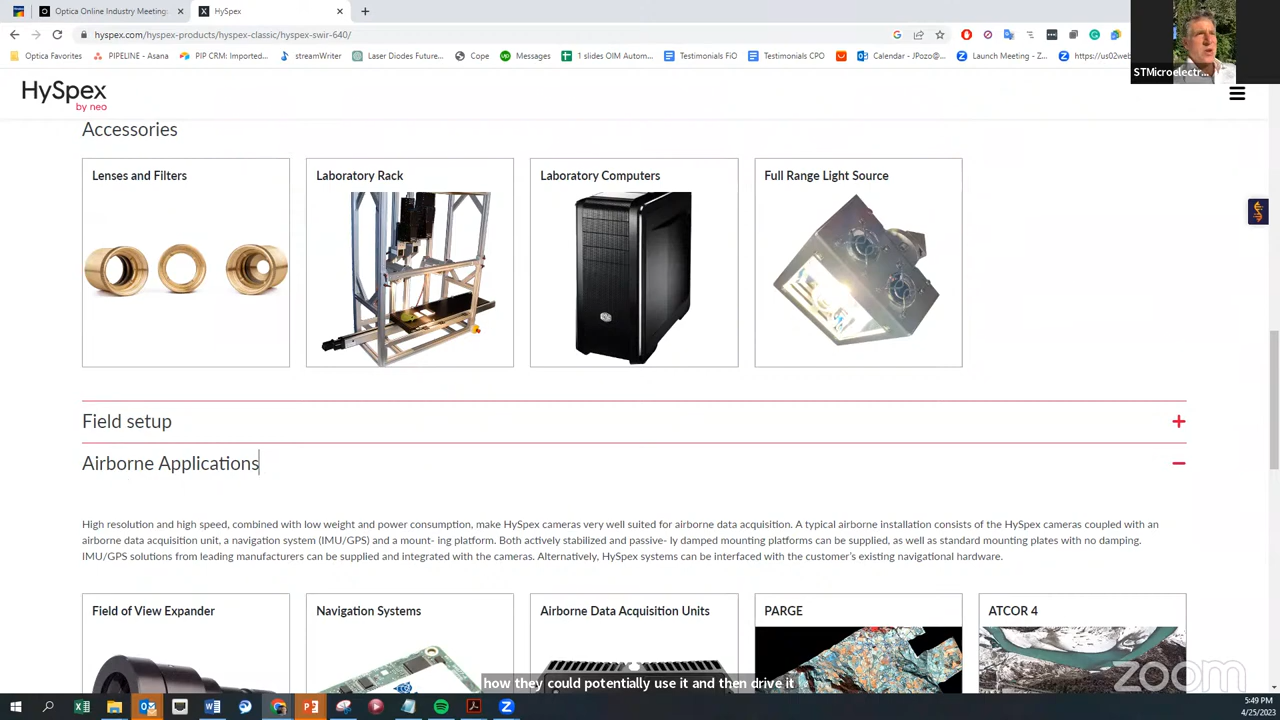 Optica Online Industry Meeting:
HySpex
hyspex.com/hyspex-products/hyspex-classic/hyspex-swir-640/
Optica Favorites
PIPELINE - Asana
PIP CRM: Imported...
streamWriter
Laser Diodes Future...
Cope
Messages
1 slides OIM Autom...
Testimonials FiO
Testimonials CPO
Calendar - JPozo@...
Launch Meeting - Z...
https://us02web
STMicroelectr...
HySpex
by neo
Accessories
Lenses and Filters
Laboratory Rack
Laboratory Computers
Full Range Light Source
Field setup
Airborne Applications
High resolution and high speed, combined with low weight and power consumption, make HySpex cameras very well suited for airborne data acquisition. A typical airborne installation consists of the HySpex cameras coupled with an
airborne data acquisition unit, a navigation system (IMU/GPS) and a mount- ing platform. Both actively stabilized and passive- ly damped mounting platforms can be supplied, as well as standard mounting plates with no damping.
IMU/GPS solutions from leading manufacturers can be supplied and integrated with the cameras. Alternatively, HySpex systems can be interfaced with the customer's existing navigational hardware.
Field of View Expander
Navigation Systems
Airborne Data Acquisition Units
PARGE
ATCOR 4
how they could potentially use it and then drive it
zoom
5:49 PM
4/25/2023